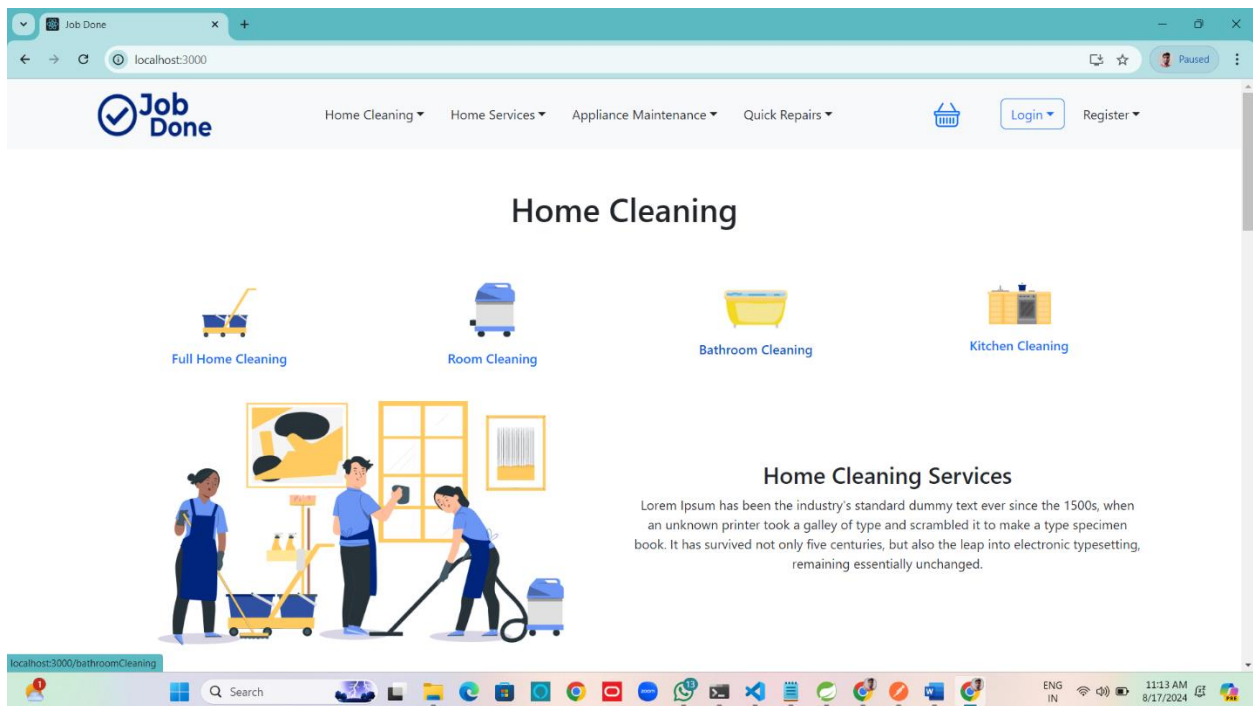 Job Done
localhost:3000
Paused
Job
Done
Home Cleaning Home Services Appliance Maintenance Quick Repairs Login Register
Home Cleaning
Full Home Cleaning Room Cleaning Bathroom Cleaning Kitchen Cleaning
Home Cleaning Services
Lorem Ipsum has been the industry's standard dummy text ever since the 1500s, when
an unknown printer took a galley of type and scrambled it to make a type specimen
book. It has survived not only five centuries, but also the leap into electronic typesetting,
remaining essentially unchanged.
localhost:3000/bathroomCleaning
1
Search
zoom
13
ENG
IN
11:13 AM
8/17/2024
PRE